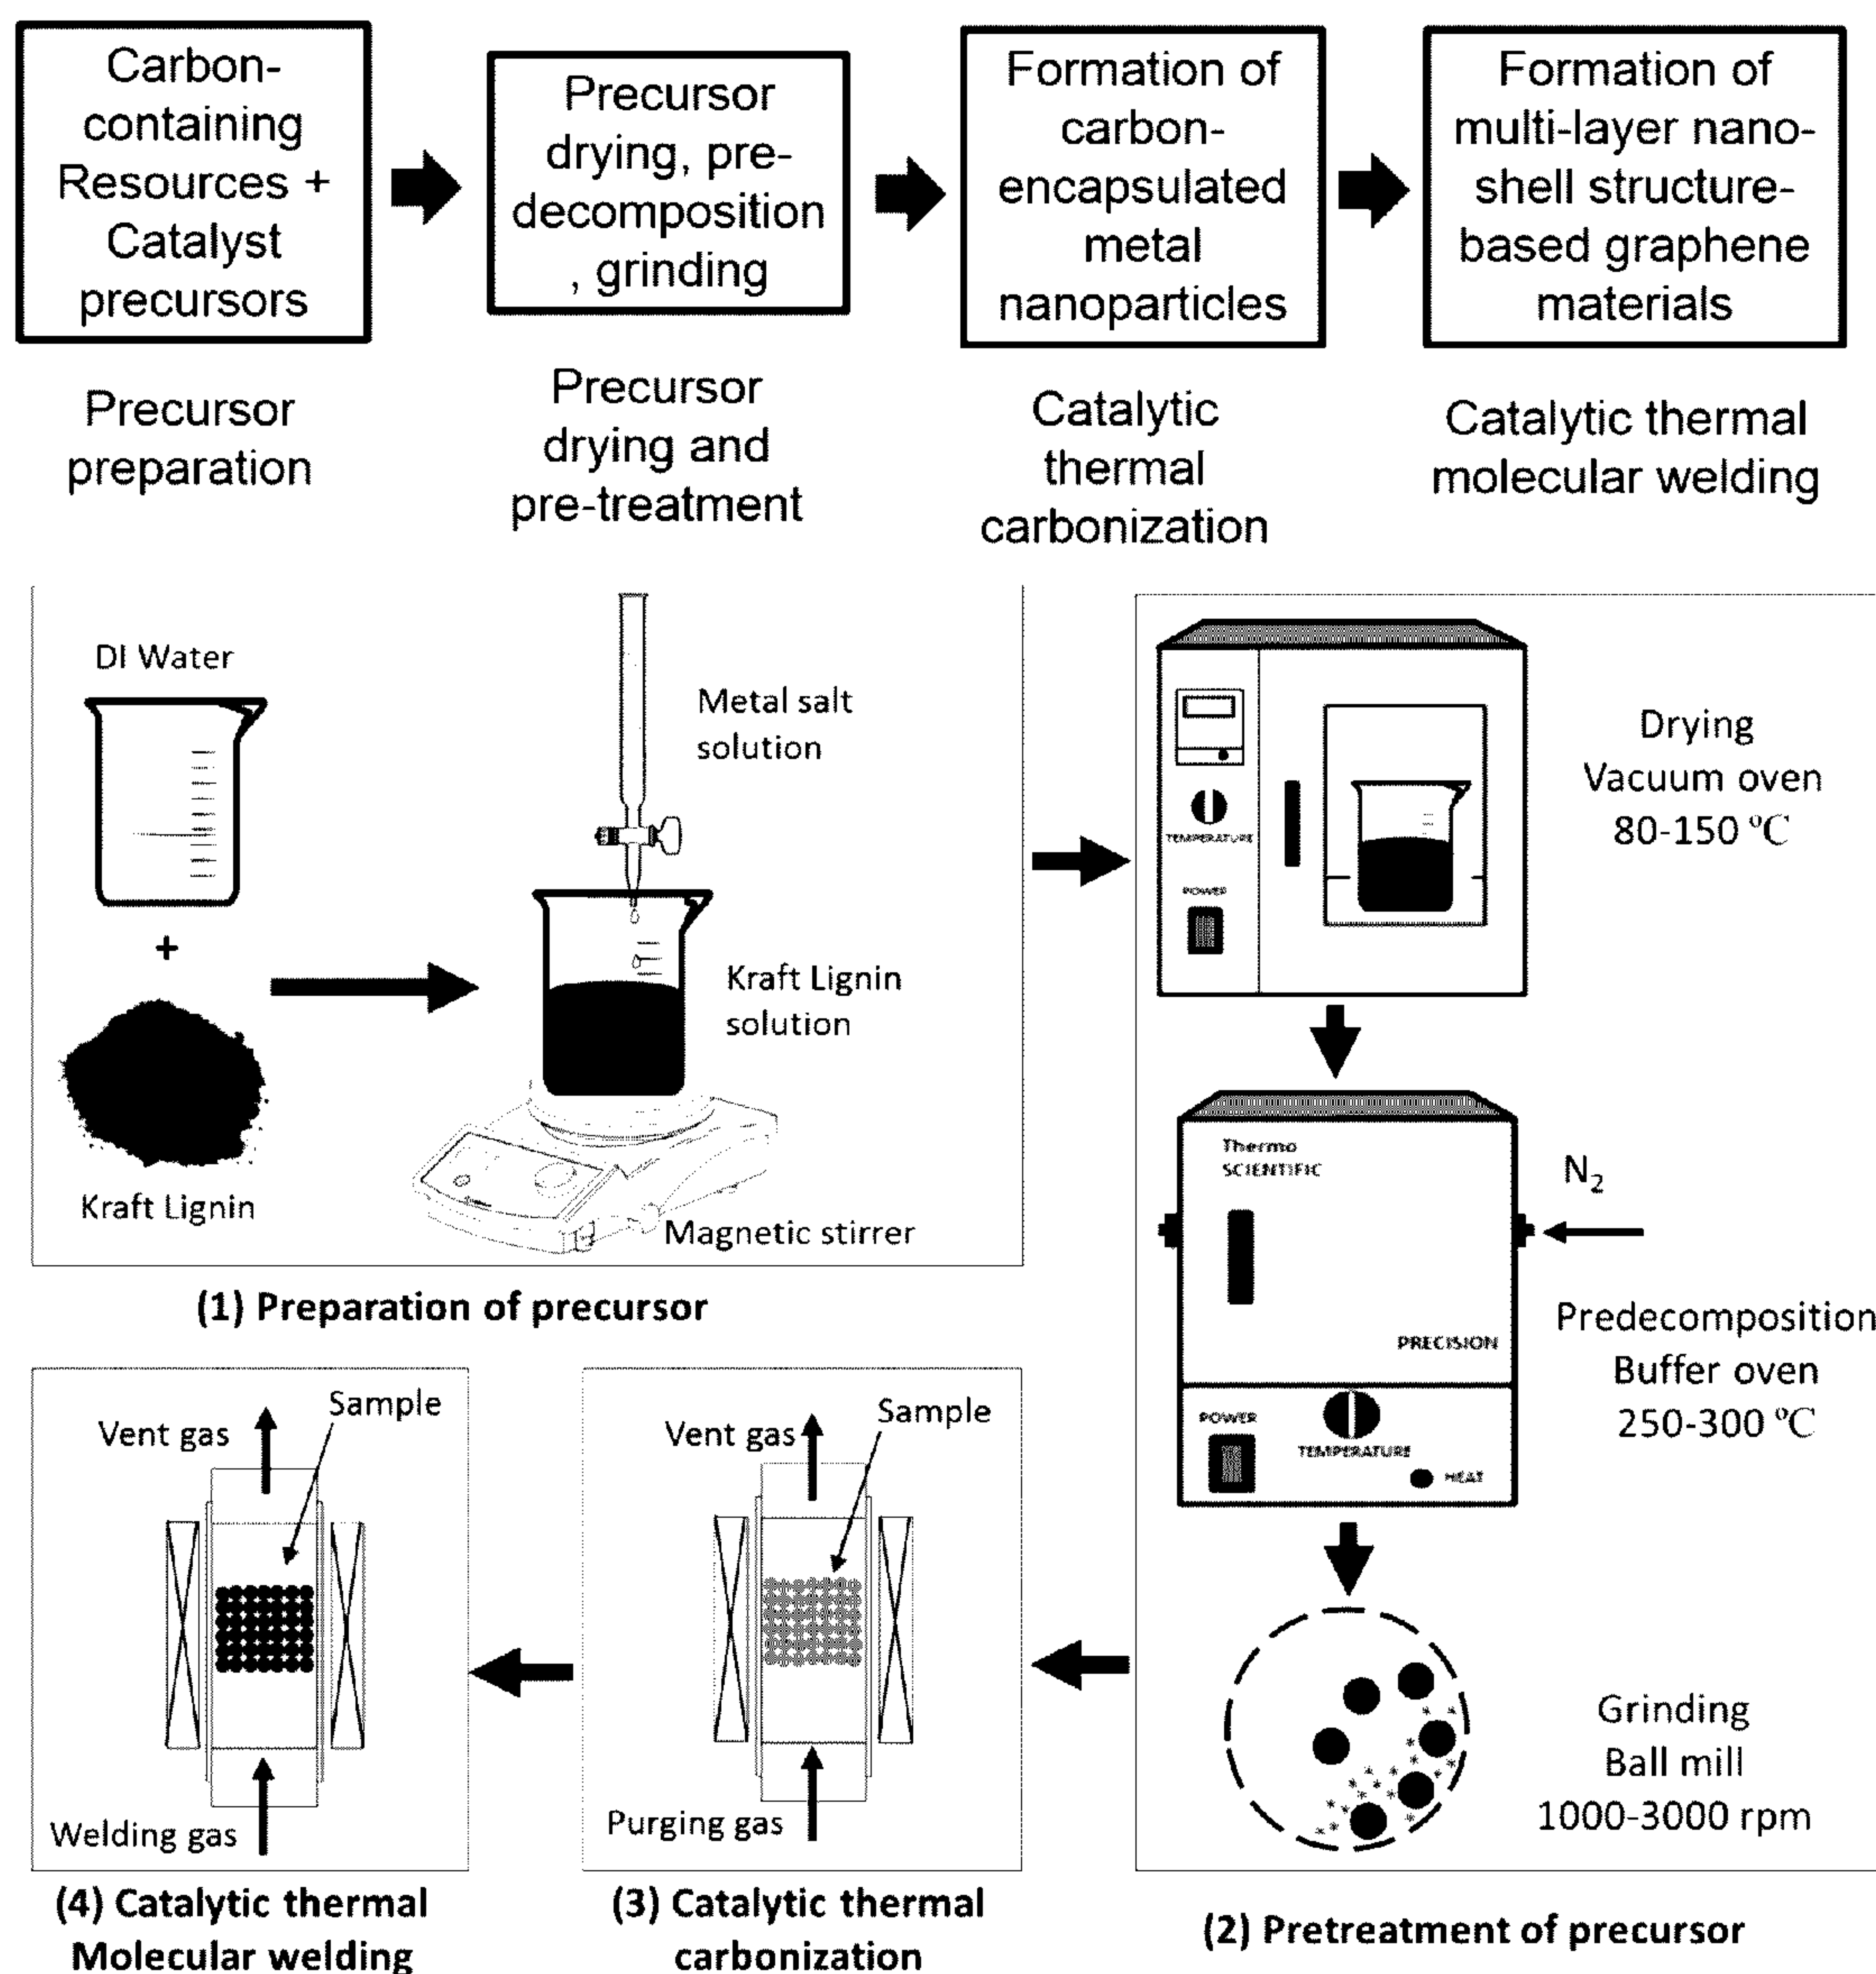 Carbon-
containing
Resources +
Catalyst
precursors
Precursor
drying, pre-
decomposition
, grinding
Formation of
carbon-
encapsulated
metal
nanoparticles
Formation of
multi-layer nano-
shell structure-
based graphene
materials
Precursor
preparation
Precursor
drying and
pre-treatment
Catalytic
thermal
carbonization
Catalytic thermal
molecular welding
DI Water
+
Kraft Lignin
Metal salt
solution
Kraft Lignin
solution
Magnetic stirrer
(1) Preparation of precursor
TEMPERATURE
POWER
Drying
Vacuum oven
80-150 ℃
Thermo
SCIENTIFIC
PRECISION
POWER
TEMPERATURE
HEAT
N₂
Predecomposition
Buffer oven
250-300 ℃
Grinding
Ball mill
1000-3000 rpm
(2) Pretreatment of precursor
Vent gas
Sample
Purging gas
(3) Catalytic thermal
carbonization
Vent gas
Sample
Welding gas
(4) Catalytic thermal
Molecular welding